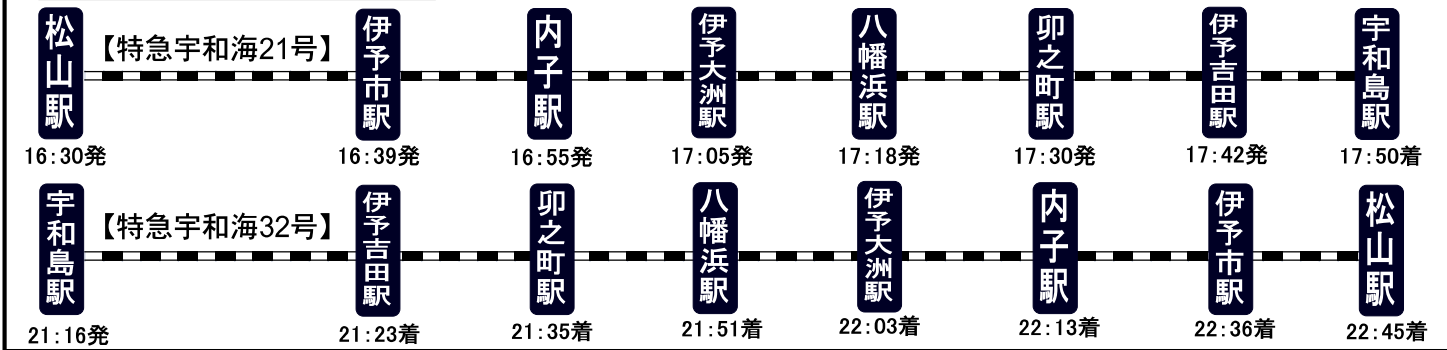 松山駅
【特急宇和海21号】
伊予市駅
内子駅
伊予大洲駅
八幡浜駅
卯之町駅
伊予吉田駅
宇和島駅
16:30発
16:39発
16:55発
17:05発
17:18発
17:30発
17:42発
17:50着
宇和島駅
【特急宇和海32号】
伊予吉田駅
卯之町駅
八幡浜駅
伊予大洲駅
内子駅
伊予市駅
松山駅
21:16発
21:23着
21:35着
21:51着
22:03着
22:13着
22:36着
22:45着